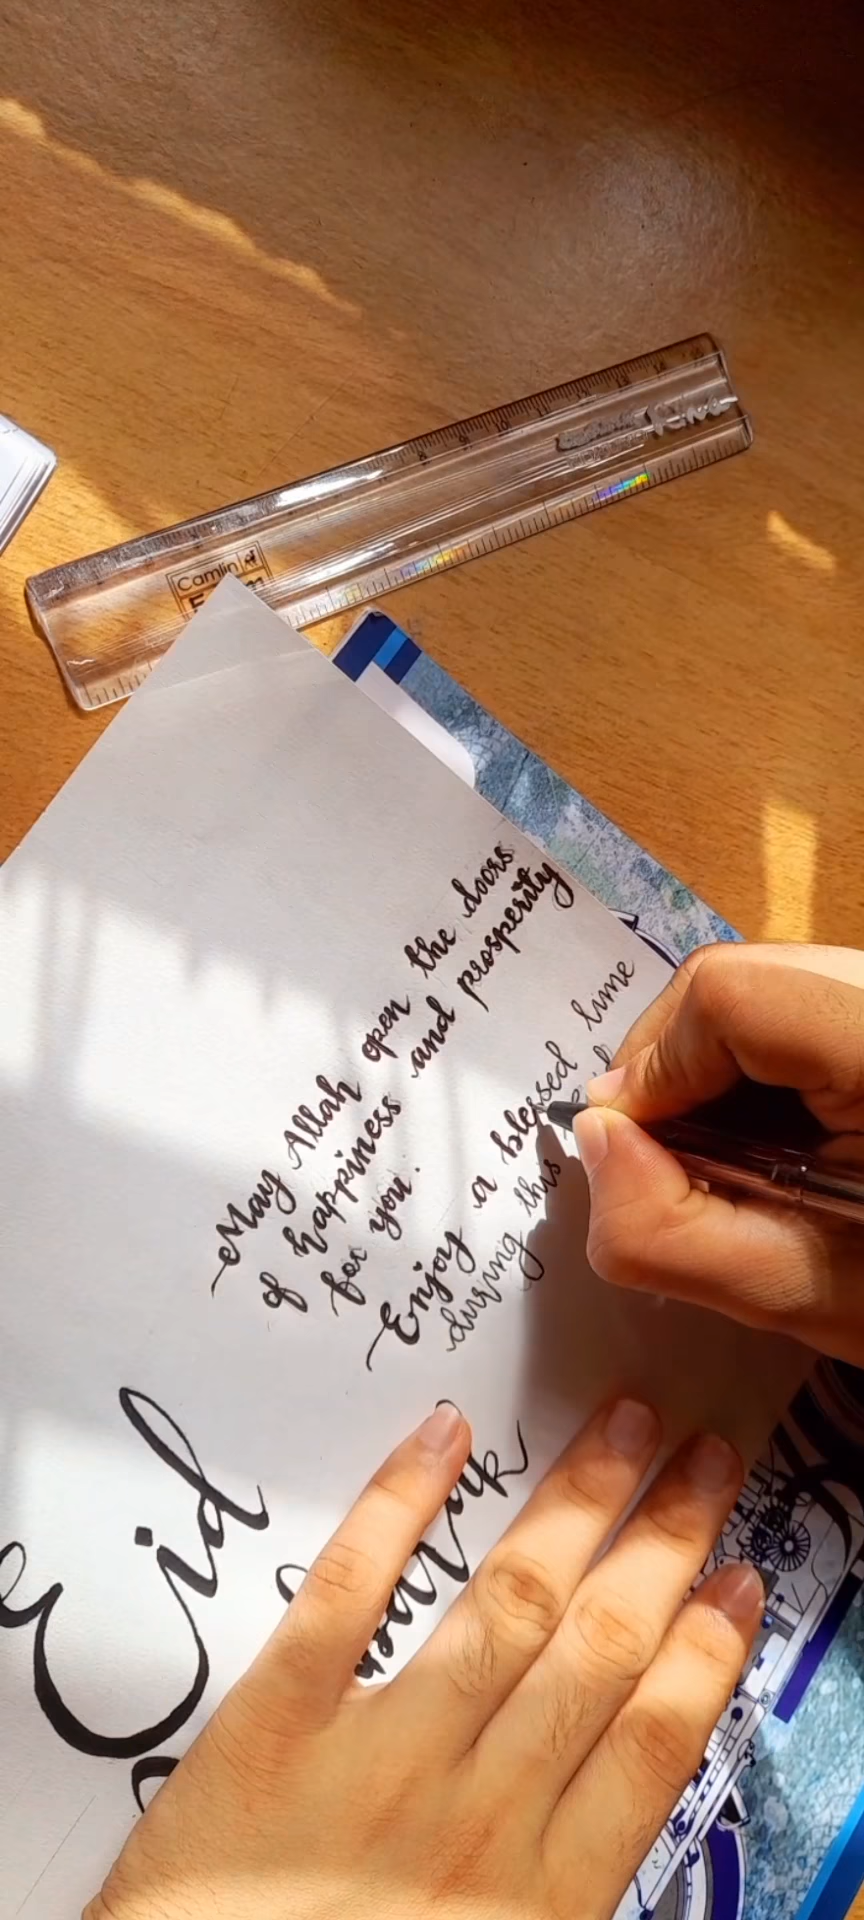 Camlin
May Allah open the doors
of happiness and prosperity
for you.
Enjoy a blessed time
during this
Eid